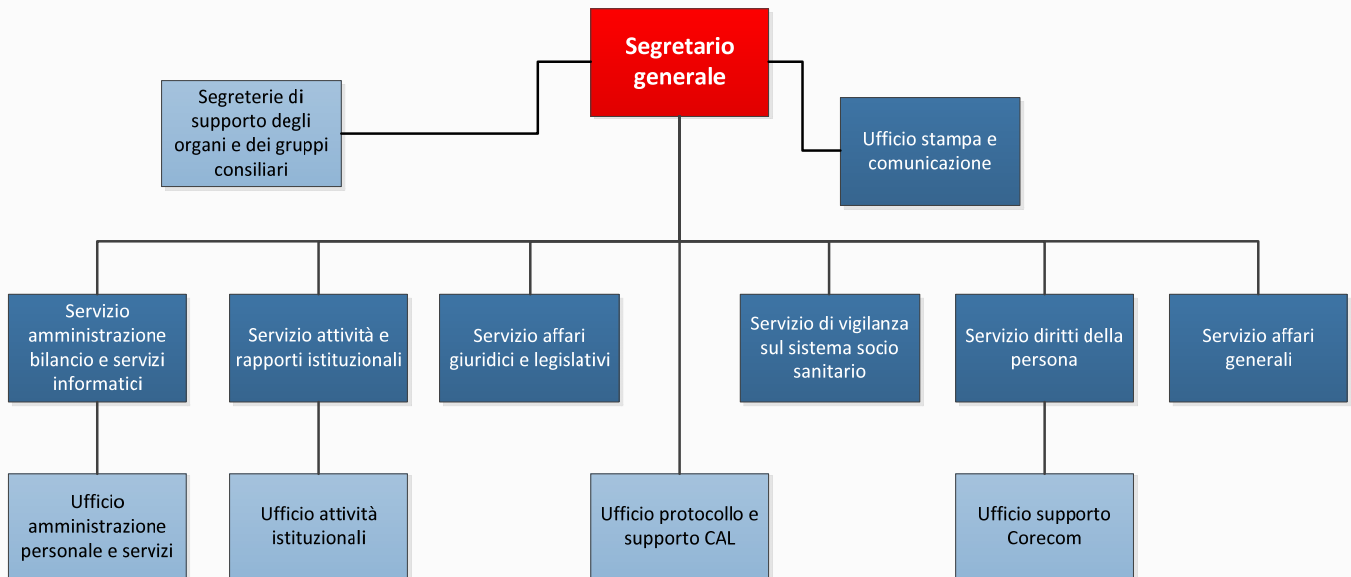 Segretario
generale
Segreterie di
supporto degli
organi e dei gruppi
consiliari
Ufficio stampa e
comunicazione
Servizio
amministrazione
bilancio e servizi
informatici
Servizio attività e
rapporti istituzionali
Servizio affari
giuridici e legislativi
Servizio di vigilanza
sul sistema socio
sanitario
Servizio diritti della
persona
Servizio affari
generali
Ufficio
amministrazione
personale e servizi
Ufficio attività
istituzionali
Ufficio protocollo e
supporto CAL
Ufficio supporto
Corecom